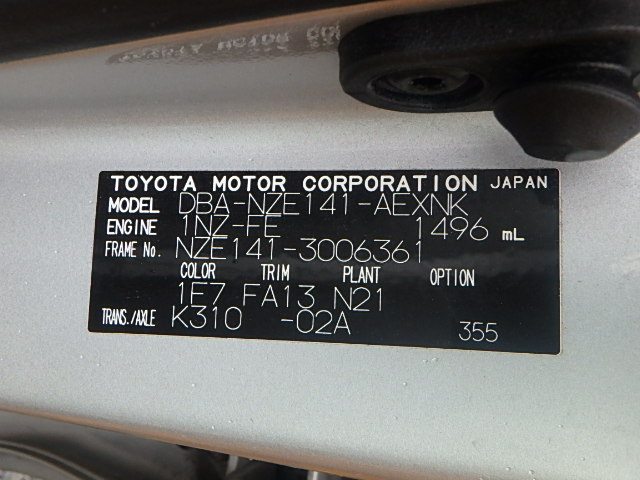 TOYOTA MOTOR CORPORATION JAPAN
MODEL DBA-NZE141-AEXNK
ENGINE 1NZ-FE 1496 mL
FRAME No. NZE141-3006361
COLOR TRIM PLANT OPTION
1E7 FA13 N21
TRANS./AXLE K310 -02A 355